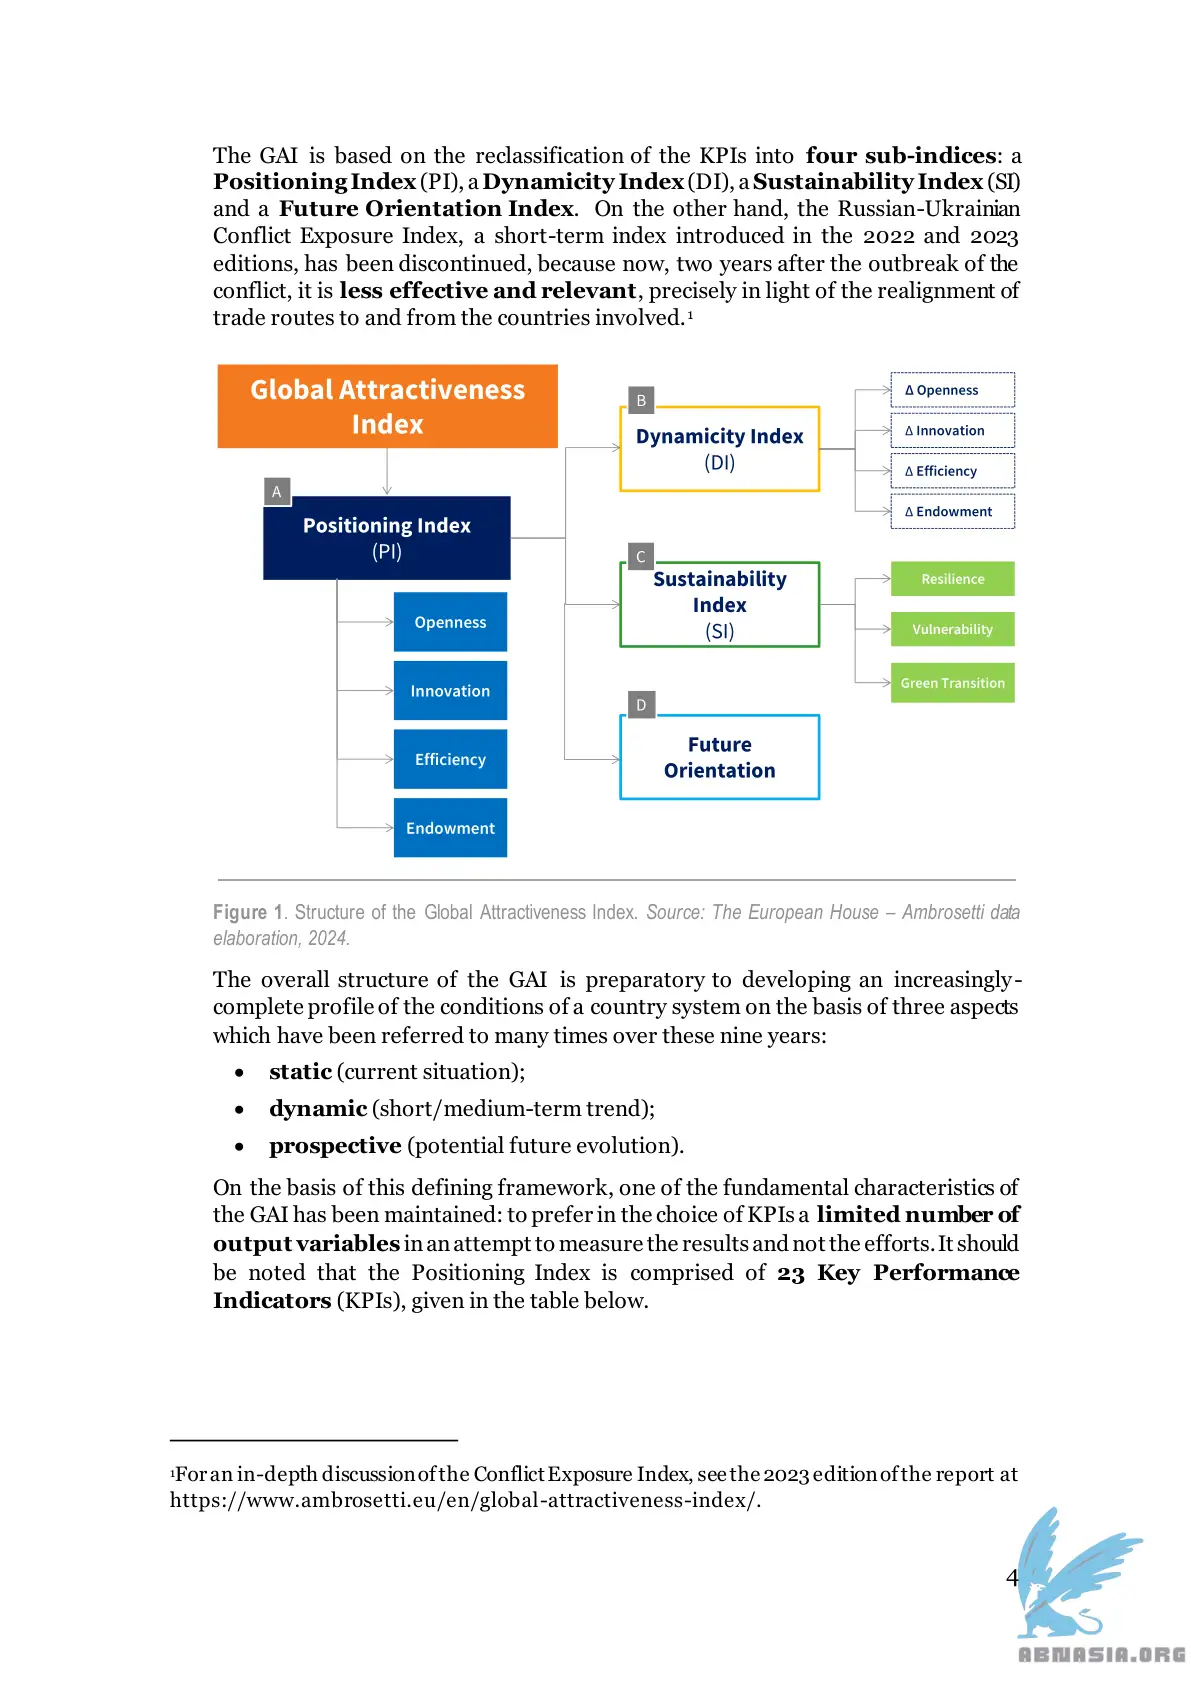 The GAI is based on the reclassification of the KPIs into four sub-indices: a
Positioning Index (PI), a Dynamicity Index (DI), a Sustainability Index (SI)
and a Future Orientation Index. On the other hand, the Russian-Ukrainian
Conflict Exposure Index, a short-term index introduced in the 2022 and 2023
editions, has been discontinued, because now, two years after the outbreak of the
conflict, it is less effective and relevant, precisely in light of the realignment of
trade routes to and from the countries involved.¹
Global Attractiveness
Index
A
Positioning Index
(PI)
Openness
Innovation
Efficiency
Endowment
B
Dynamicity Index
(DI)
Δ Openness
Δ Innovation
Δ Efficiency
Δ Endowment
C
Sustainability
Index
(SI)
Resilience
Vulnerability
Green Transition
D
Future
Orientation
Figure 1. Structure of the Global Attractiveness Index. Source: The European House – Ambrosetti data
elaboration, 2024.
The overall structure of the GAI is preparatory to developing an increasingly-
complete profile of the conditions of a country system on the basis of three aspects
which have been referred to many times over these nine years:
• static (current situation);
• dynamic (short/medium-term trend);
• prospective (potential future evolution).
On the basis of this defining framework, one of the fundamental characteristics of
the GAI has been maintained: to prefer in the choice of KPIs a limited number of
output variables in an attempt to measure the results and not the efforts. It should
be noted that the Positioning Index is comprised of 23 Key Performance
Indicators (KPIs), given in the table below.
¹For an in-depth discussion of the Conflict Exposure Index, see the 2023 edition of the report at
https://www.ambrosetti.eu/en/global-attractiveness-index/.
4
ABNASIA.ORG